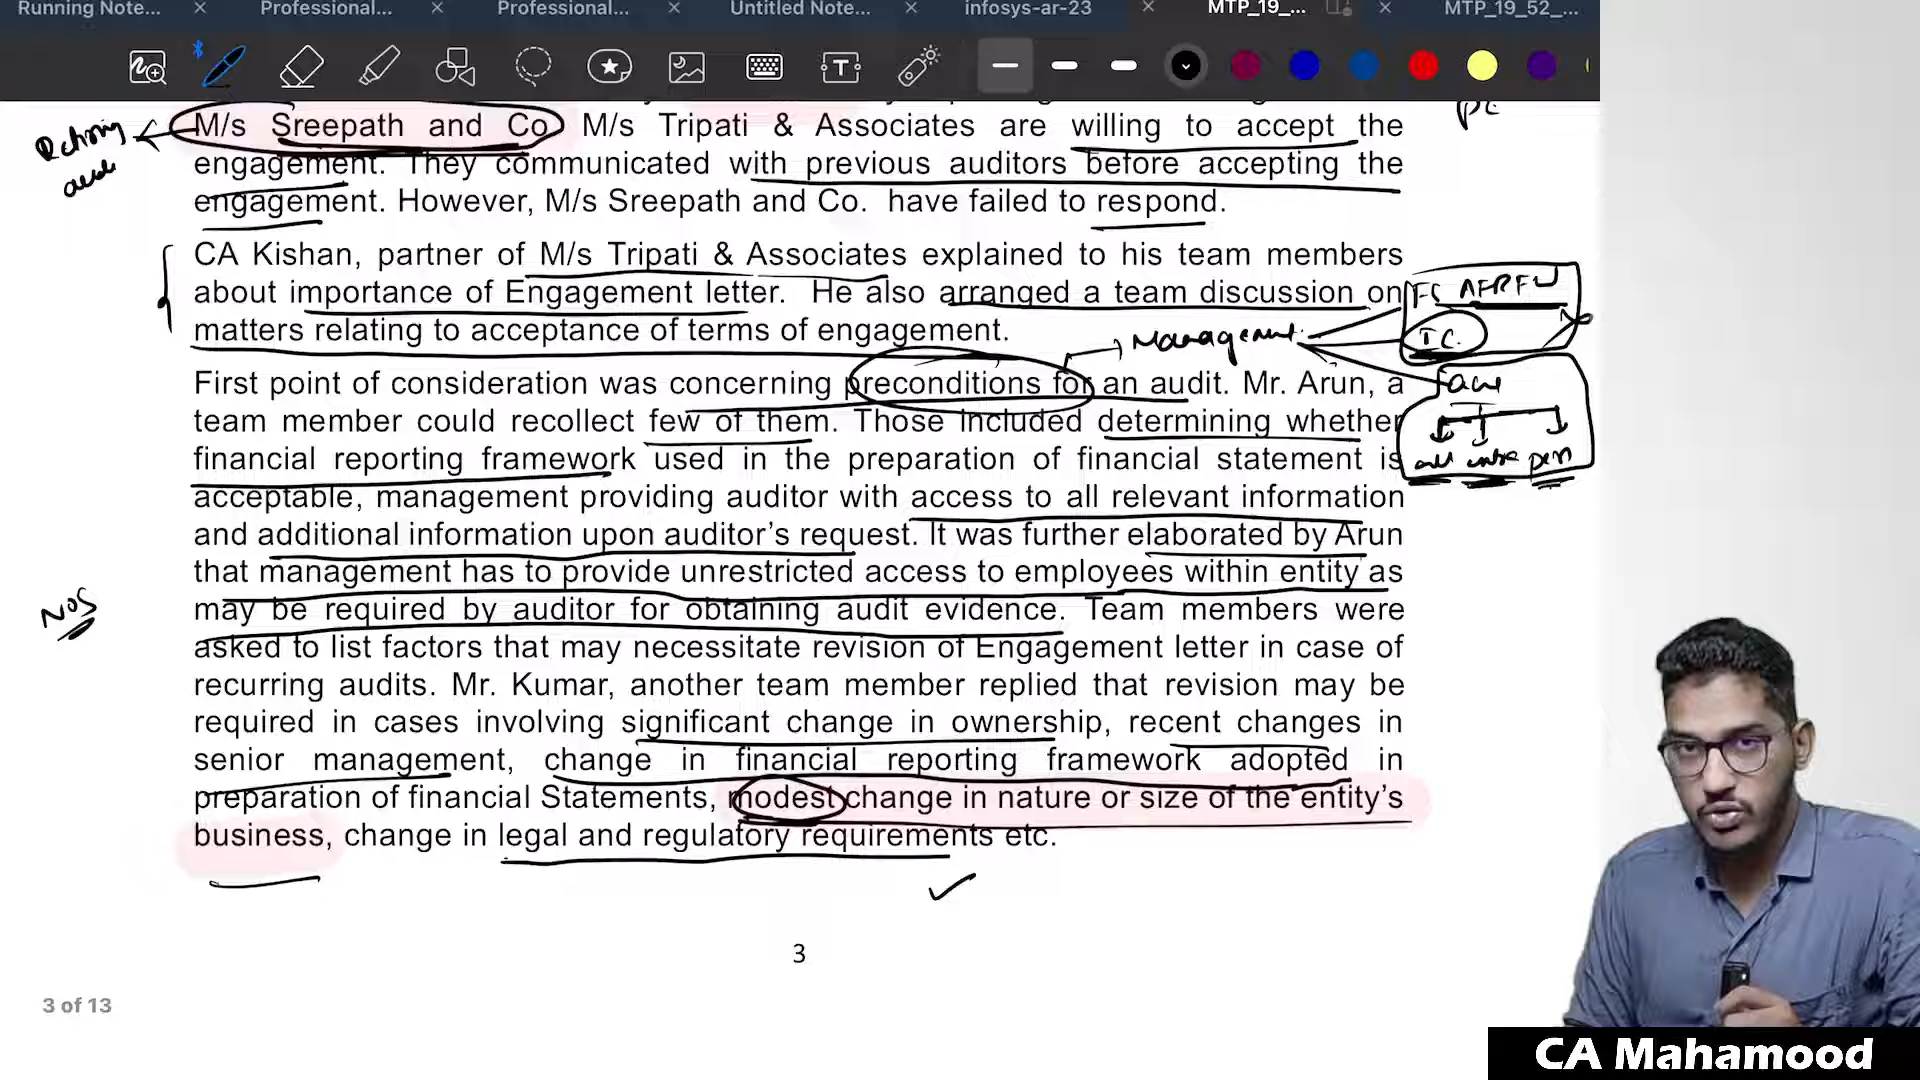 Running Note... Professional... Professional... Untitled Note... infosys-ar-23 MTP_19_... MTP_19_52_...
M/s Sreepath and Co M/s Tripati & Associates are willing to accept the
engagement. They communicated with previous auditors before accepting the
engagement. However, M/s Sreepath and Co. have failed to respond.
CA Kishan, partner of M/s Tripati & Associates explained to his team members
about importance of Engagement letter. He also arranged a team discussion on
matters relating to acceptance of terms of engagement.
Management
First point of consideration was concerning preconditions for an audit. Mr. Arun, a
team member could recollect few of them. Those included determining whether
financial reporting framework used in the preparation of financial statement is
acceptable, management providing auditor with access to all relevant information
and additional information upon auditor's request. It was further elaborated by Arun
that management has to provide unrestricted access to employees within entity as
may be required by auditor for obtaining audit evidence. Team members were
asked to list factors that may necessitate revision of Engagement letter in case of
recurring audits. Mr. Kumar, another team member replied that revision may be
required in cases involving significant change in ownership, recent changes in
senior management, change in financial reporting framework adopted in
preparation of financial Statements, modest change in nature or size of the entity's
business, change in legal and regulatory requirements etc.
NOS
3
3 of 13
CA Mahamood